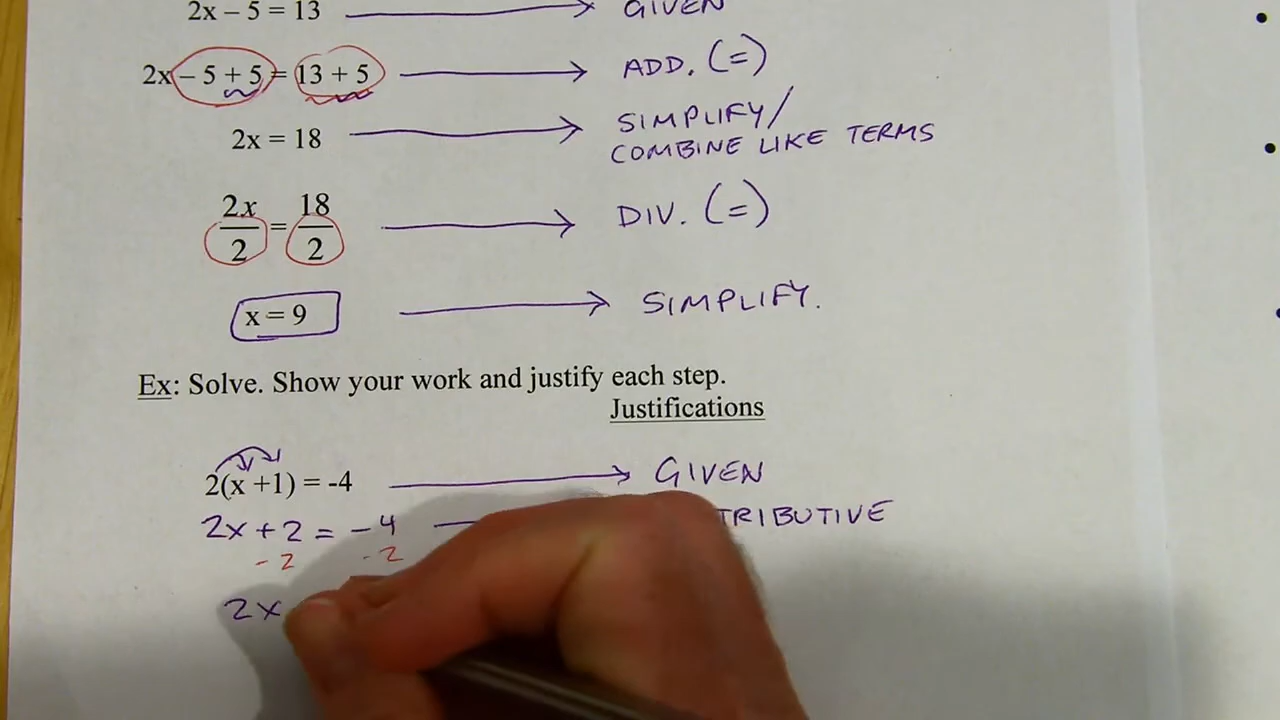 2x – 5 = 13 GIVEN
2x – 5 + 5 = 13 + 5 ADD. (=)
2x = 18 SIMPLIFY/
COMBINE LIKE TERMS
2x/2 = 18/2 DIV. (=)
x = 9 SIMPLIFY.
Ex: Solve. Show your work and justify each step.
Justifications
2(x +1) = -4 GIVEN
2x + 2 = -4 TRIBUTIVE
-2 -2
2x